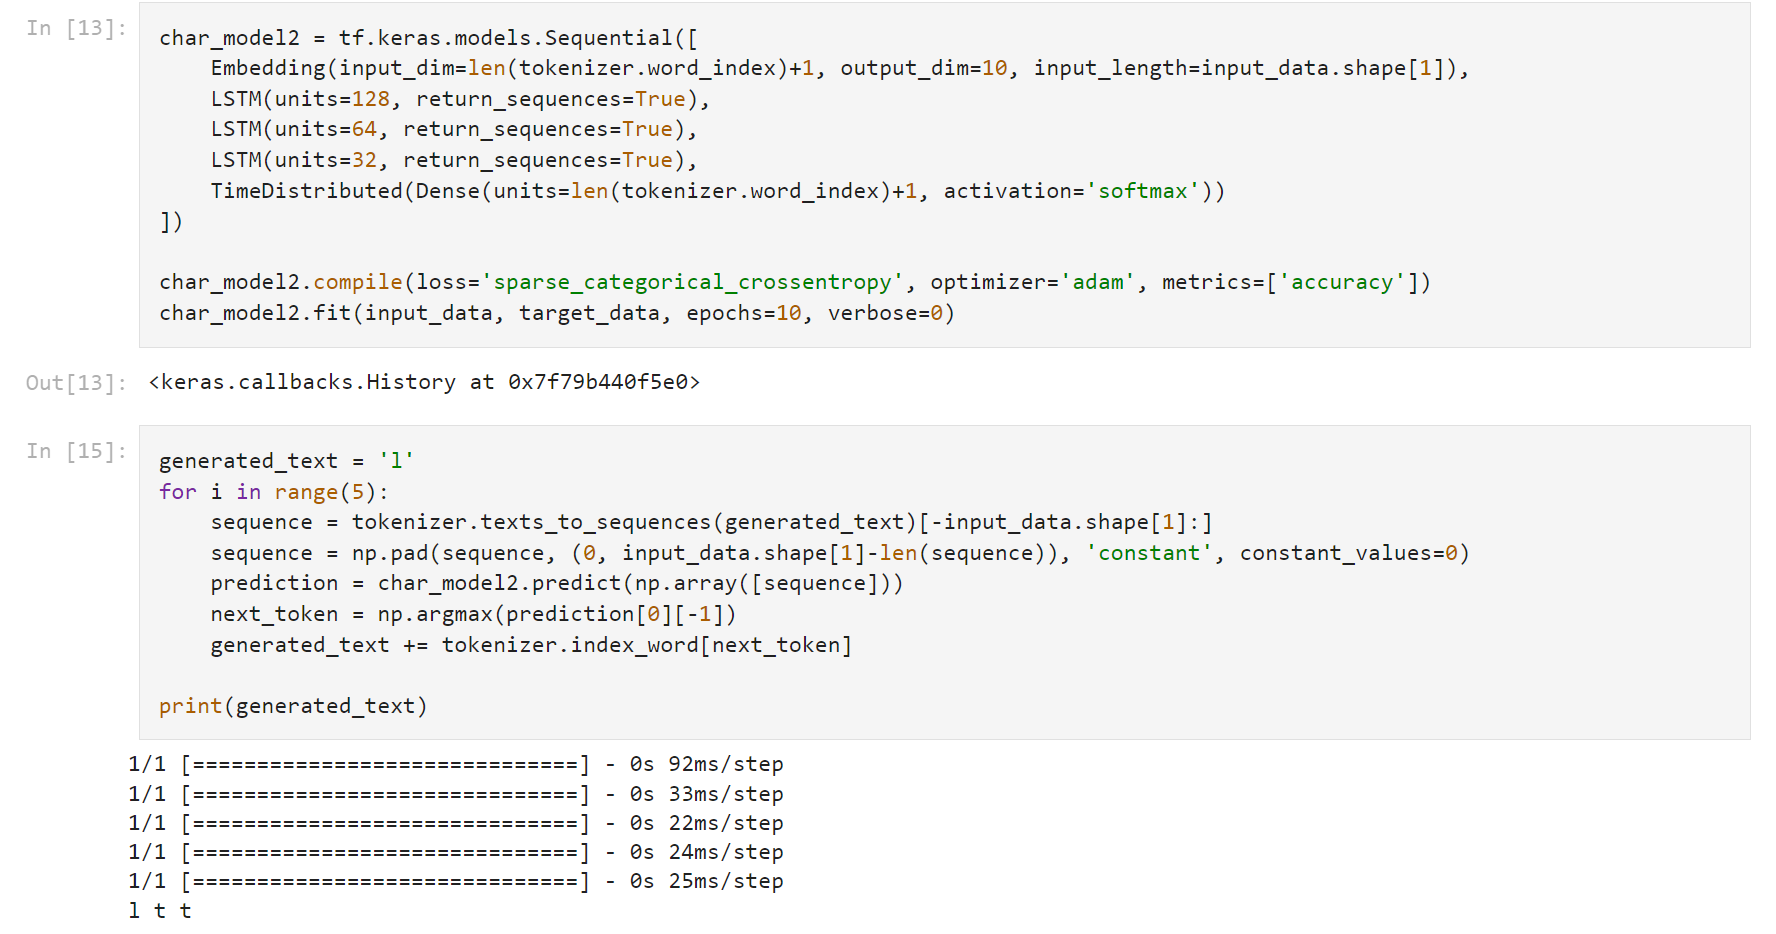 In [13]:
char_model2 = tf.keras.models.Sequential([
    Embedding(input_dim=len(tokenizer.word_index)+1, output_dim=10, input_length=input_data.shape[1]),
    LSTM(units=128, return_sequences=True),
    LSTM(units=64, return_sequences=True),
    LSTM(units=32, return_sequences=True),
    TimeDistributed(Dense(units=len(tokenizer.word_index)+1, activation='softmax'))
])
char_model2.compile(loss='sparse_categorical_crossentropy', optimizer='adam', metrics=['accuracy'])
char_model2.fit(input_data, target_data, epochs=10, verbose=0)
Out[13]: <keras.callbacks.History at 0x7f79b440f5e0>
In [15]:
generated_text = 'l'
for i in range(5):
    sequence = tokenizer.texts_to_sequences(generated_text)[-input_data.shape[1]:]
    sequence = np.pad(sequence, (0, input_data.shape[1]-len(sequence)), 'constant', constant_values=0)
    prediction = char_model2.predict(np.array([sequence]))
    next_token = np.argmax(prediction[0][-1])
    generated_text += tokenizer.index_word[next_token]
print(generated_text)
1/1 [==============================] - 0s 92ms/step
1/1 [==============================] - 0s 33ms/step
1/1 [==============================] - 0s 22ms/step
1/1 [==============================] - 0s 24ms/step
1/1 [==============================] - 0s 25ms/step
l t t